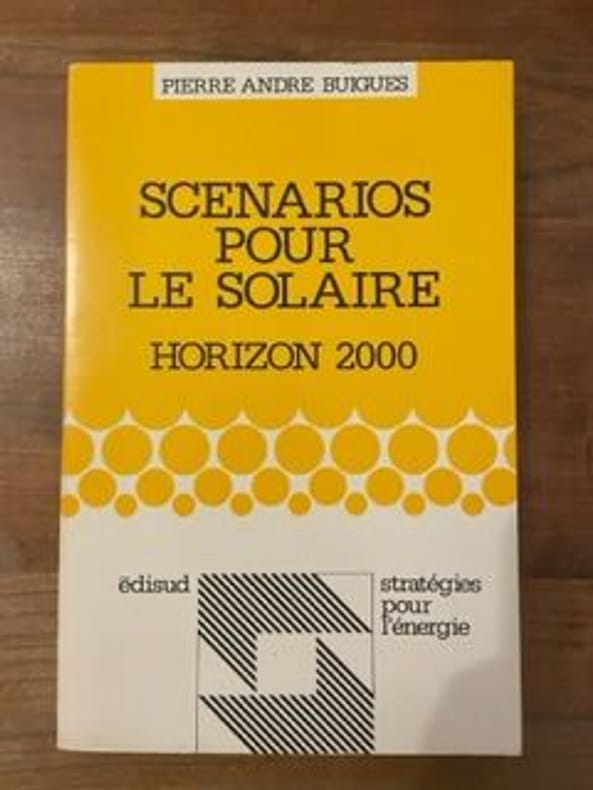 PIERRE ANDRE BUIGUES
SCENARIOS
POUR
LE SOLAIRE
HORIZON 2000
édisud
stratégies
pour
l'énergie